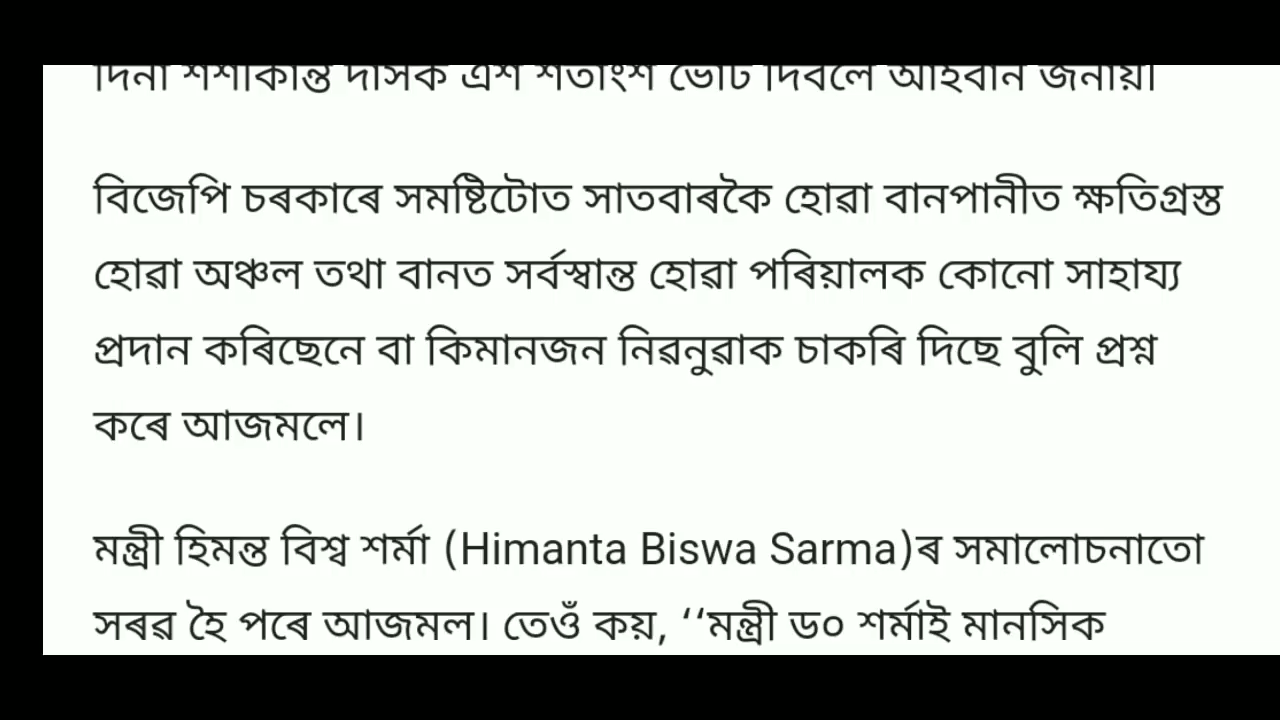 দিনা শশীকান্ত দাসক এশ শতাংশ ভোট দিবলৈ আহ্বান জনায়।
বিজেপি চৰকাৰে সমষ্টিটোত সাতবাৰকৈ হোৱা বানপানীত ক্ষতিগ্ৰস্ত
হোৱা অঞ্চল তথা বানত সৰ্বস্বান্ত হোৱা পৰিয়ালক কোনো সাহায্য
প্ৰদান কৰিছেনে বা কিমানজন নিৱনুৱাক চাকৰি দিছে বুলি প্ৰশ্ন
কৰে আজমলে।
মন্ত্ৰী হিমন্ত বিশ্ব শৰ্মা (Himanta Biswa Sarma)ৰ সমালোচনাতো
সৰৱ হৈ পৰে আজমল। তেওঁ কয়, ‘‘মন্ত্ৰী ড০ শৰ্মাই মানসিক